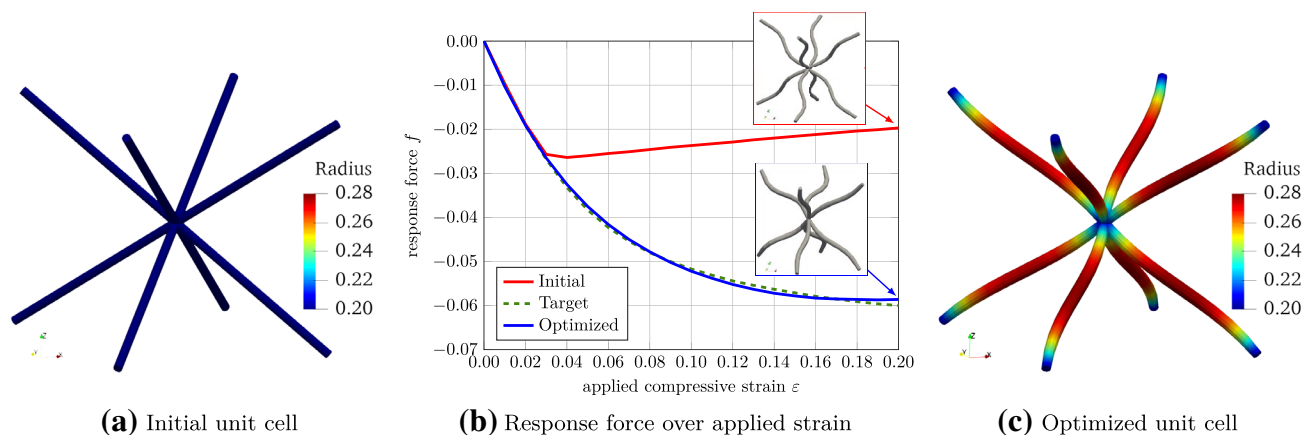 Radius
0.28
0.26
0.24
0.22
0.20
(a) Initial unit cell
response force f
0.00
−0.01
−0.02
−0.03
−0.04
−0.05
−0.06
−0.07
Initial
Target
Optimized
0.00 0.02 0.04 0.06 0.08 0.10 0.12 0.14 0.16 0.18 0.20
applied compressive strain ε
(b) Response force over applied strain
Radius
0.28
0.26
0.24
0.22
0.20
Z
Y X
(c) Optimized unit cell